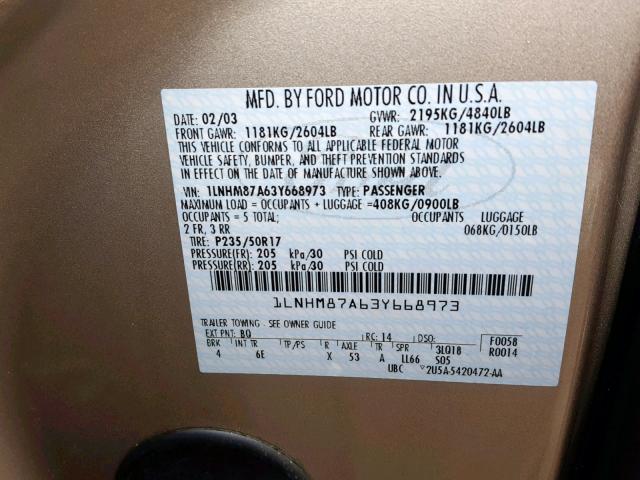 MFD. BY FORD MOTOR CO. IN U.S.A.
DATE: 02/03 GVWR: 2195KG/4840LB
FRONT GAWR: 1181KG/2604LB REAR GAWR: 1181KG/2604LB
THIS VEHICLE CONFORMS TO ALL APPLICABLE FEDERAL MOTOR
VEHICLE SAFETY, BUMPER, AND THEFT PREVENTION STANDARDS
IN EFFECT ON THE DATE OF MANUFACTURE SHOWN ABOVE.
VIN: 1LNHM87A63Y668973 TYPE: PASSENGER
MAXIMUM LOAD = OCCUPANTS + LUGGAGE = 408KG/0900LB
OCCUPANTS = 5 TOTAL; OCCUPANTS LUGGAGE
2 FR, 3 RR 068KG/0150LB
TIRE: P235/50R17
PRESSURE(FR): 205 kPa/30 PSI COLD
PRESSURE(RR): 205 kPa/30 PSI COLD
1LNHM87A63Y668973
TRAILER TOWING - SEE OWNER GUIDE
EXT PNT: BQ RC: 14 DSO: F0058
BRK INT TR TP/PS R AXLE TR SPR 3LQ18 R0014
4 6E X 53 A LL66 SOS
UBC 2U5A-5420472-AA